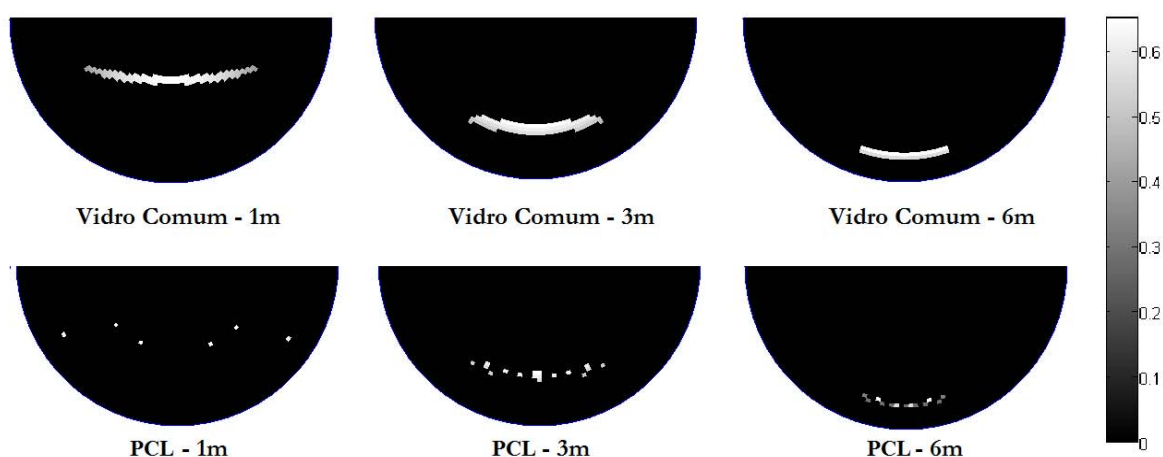 Vidro Comum - 1m
Vidro Comum - 3m
Vidro Comum - 6m
PCL - 1m
PCL - 3m
PCL - 6m
0.6
0.5
0.4
0.3
0.2
0.1
0